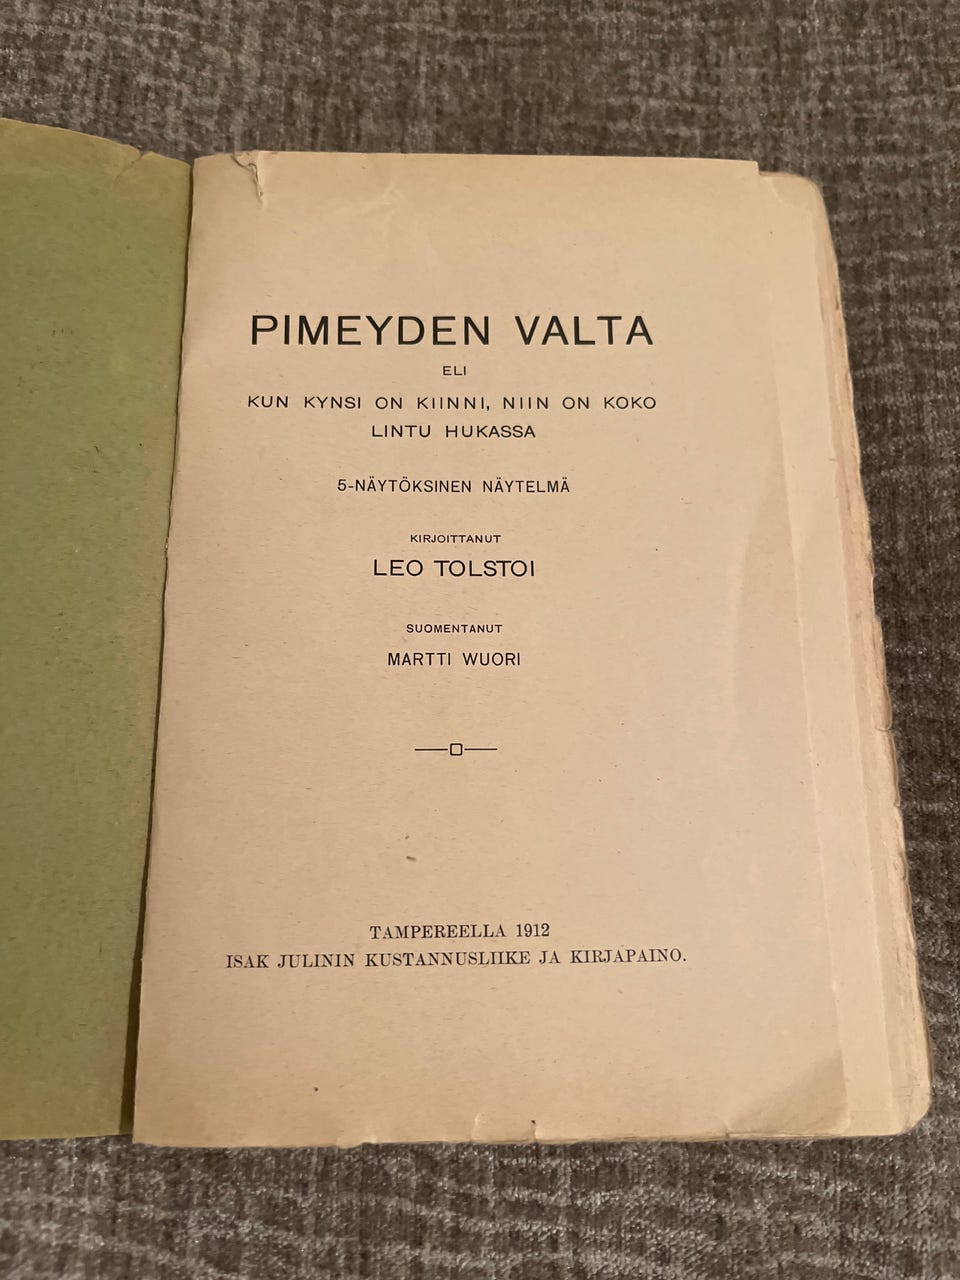 PIMEYDEN VALTA
ELI
KUN KYNSI ON KIINNI, NIIN ON KOKO
LINTU HUKASSA
5-NÄYTÖKSINEN NÄYTELMÄ
KIRJOITTANUT
LEO TOLSTOI
SUOMENTANUT
MARTTI WUORI
TAMPEREELLA 1912
ISAK JULININ KUSTANNUSLIIKE JA KIRJAPAINO.